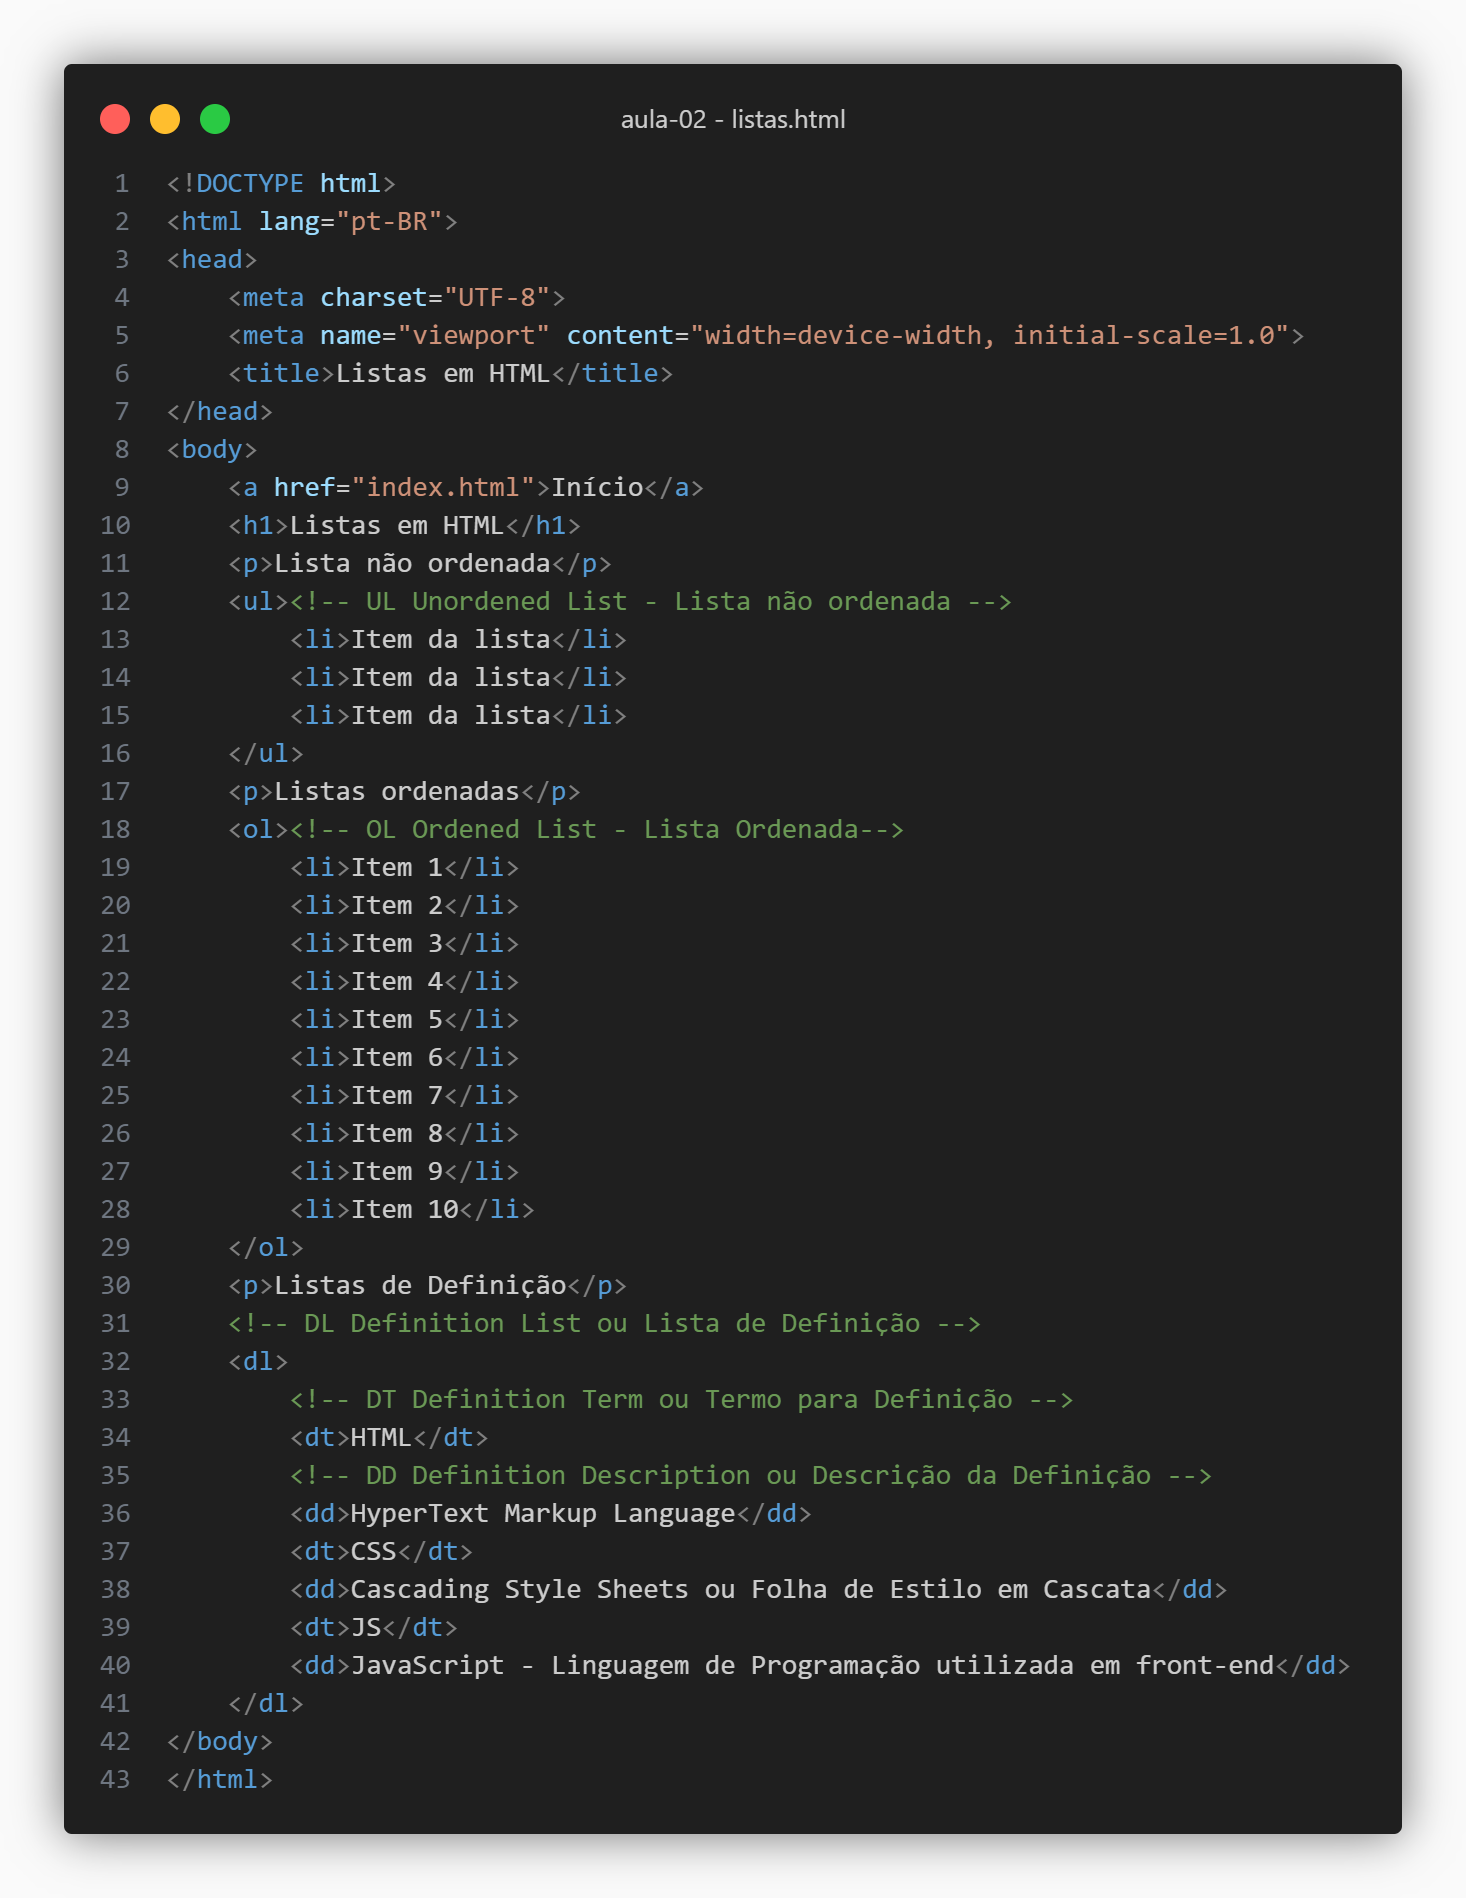 aula-02 - listas.html
1 <!DOCTYPE html>
2 <html lang="pt-BR">
3 <head>
4     <meta charset="UTF-8">
5     <meta name="viewport" content="width=device-width, initial-scale=1.0">
6     <title>Listas em HTML</title>
7 </head>
8 <body>
9     <a href="index.html">Início</a>
10     <h1>Listas em HTML</h1>
11     <p>Lista não ordenada</p>
12     <ul><!-- UL Unordened List - Lista não ordenada -->
13         <li>Item da lista</li>
14         <li>Item da lista</li>
15         <li>Item da lista</li>
16     </ul>
17     <p>Listas ordenadas</p>
18     <ol><!-- OL Ordened List - Lista Ordenada-->
19         <li>Item 1</li>
20         <li>Item 2</li>
21         <li>Item 3</li>
22         <li>Item 4</li>
23         <li>Item 5</li>
24         <li>Item 6</li>
25         <li>Item 7</li>
26         <li>Item 8</li>
27         <li>Item 9</li>
28         <li>Item 10</li>
29     </ol>
30     <p>Listas de Definição</p>
31     <!-- DL Definition List ou Lista de Definição -->
32     <dl>
33         <!-- DT Definition Term ou Termo para Definição -->
34         <dt>HTML</dt>
35         <!-- DD Definition Description ou Descrição da Definição -->
36         <dd>HyperText Markup Language</dd>
37         <dt>CSS</dt>
38         <dd>Cascading Style Sheets ou Folha de Estilo em Cascata</dd>
39         <dt>JS</dt>
40         <dd>JavaScript - Linguagem de Programação utilizada em front-end</dd>
41     </dl>
42 </body>
43 </html>